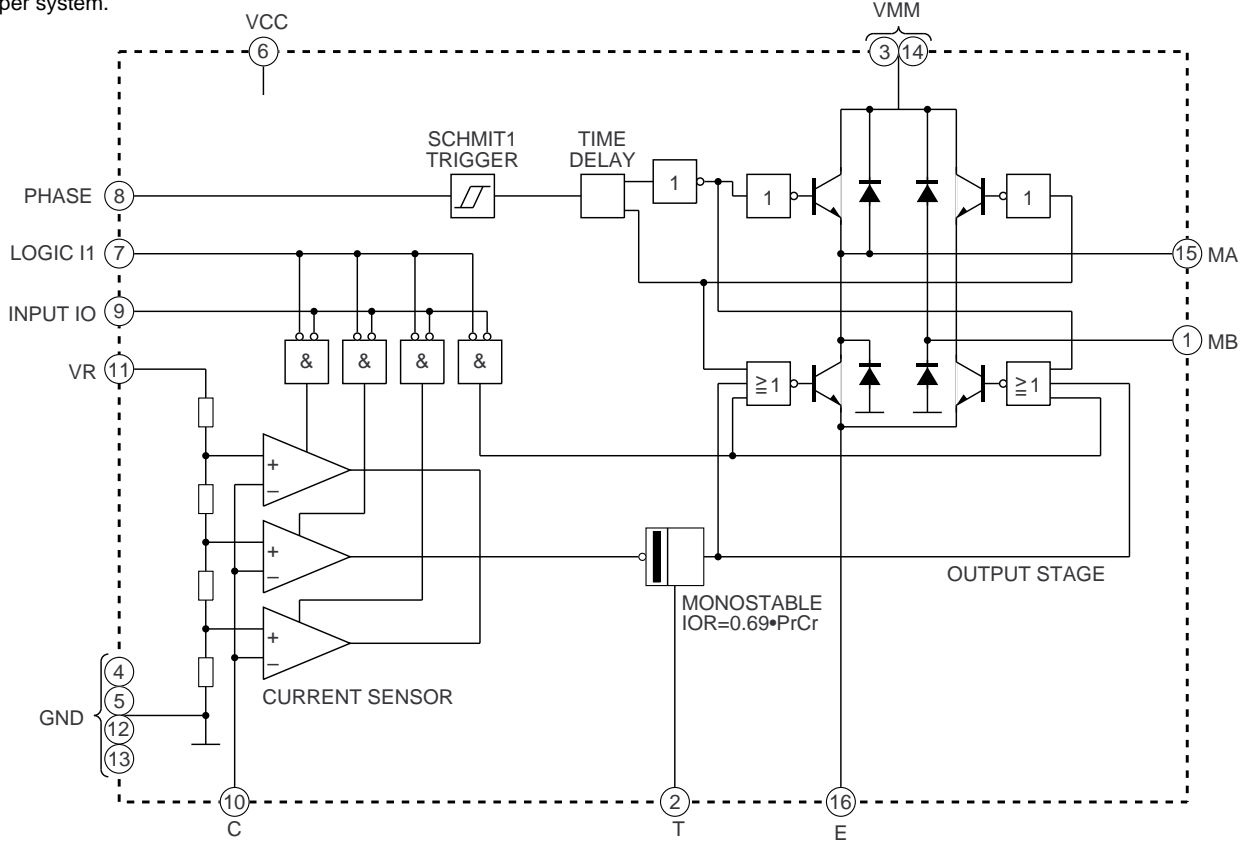 per system.
VCC
VMM
6
3 14
SCHMIT1
TRIGGER
TIME
DELAY
PHASE 8
1
1
1
LOGIC I1 7
15 MA
INPUT IO 9
1 MB
& & & &
VR 11
≧1
≧1
+
–
+
–
OUTPUT STAGE
MONOSTABLE
IOR=0.69•PrCr
+
–
CURRENT SENSOR
GND
4
5
12
13
10
C
2
T
16
E